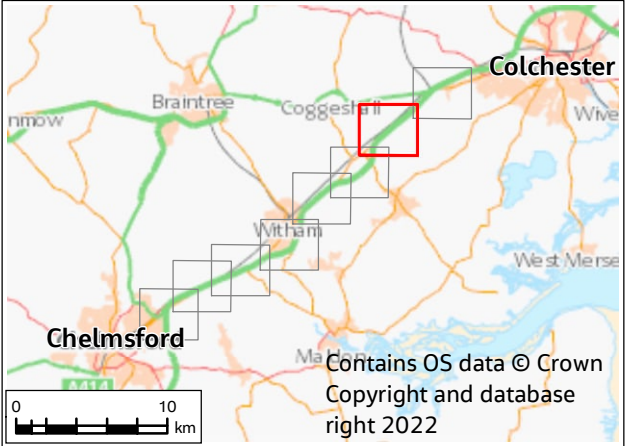 Colchester
Braintree
Coggeshall
nmow
Wive
Witham
West Merse
Chelmsford
Maldon
Contains OS data © Crown
Copyright and database
right 2022
A414
0 10
km